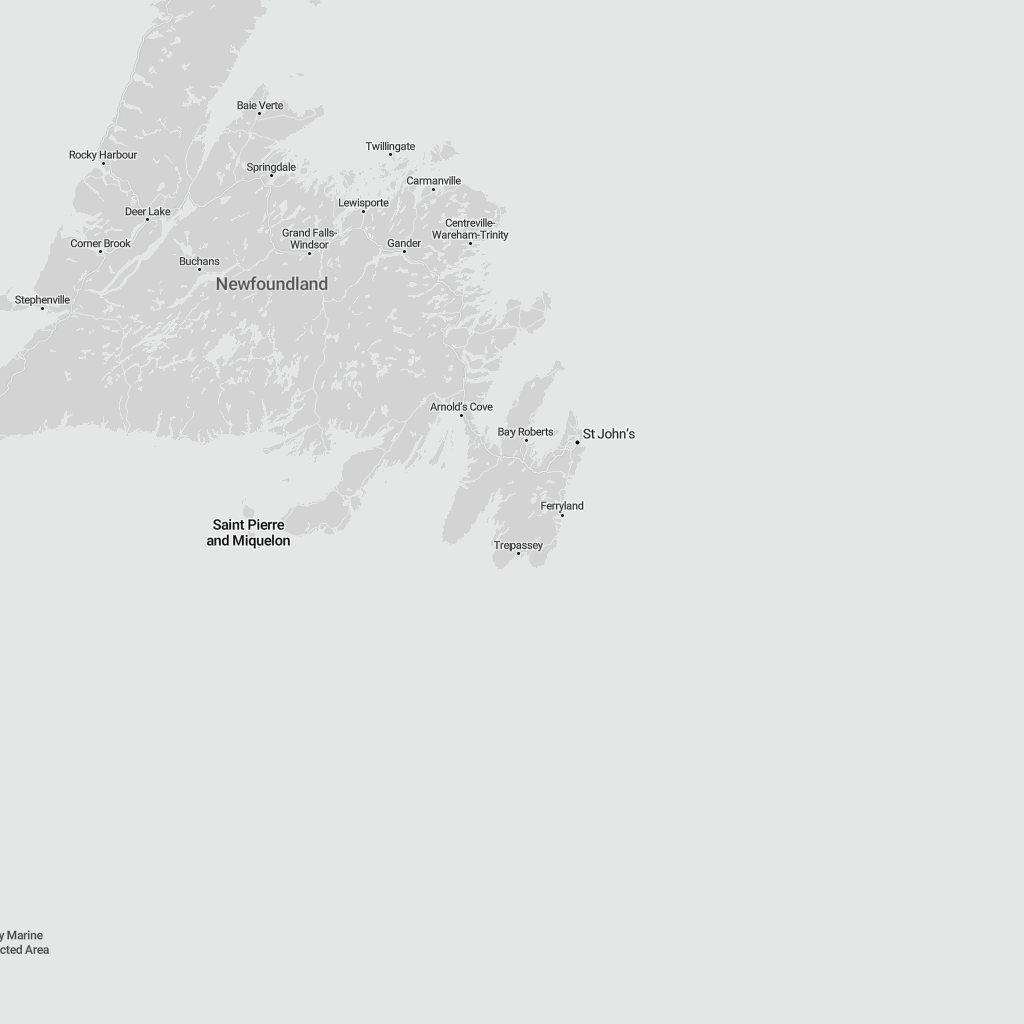 Baie Verte
Twillingate
Rocky Harbour
Springdale
Carmanville
Lewisporte
Deer Lake
Centreville-
Wareham-Trinity
Grand Falls-
Windsor
Corner Brook
Gander
Buchans
Newfoundland
Stephenville
Arnold's Cove
Bay Roberts
St John's
Ferryland
Saint Pierre
and Miquelon
Trepassey
y Marine
cted Area